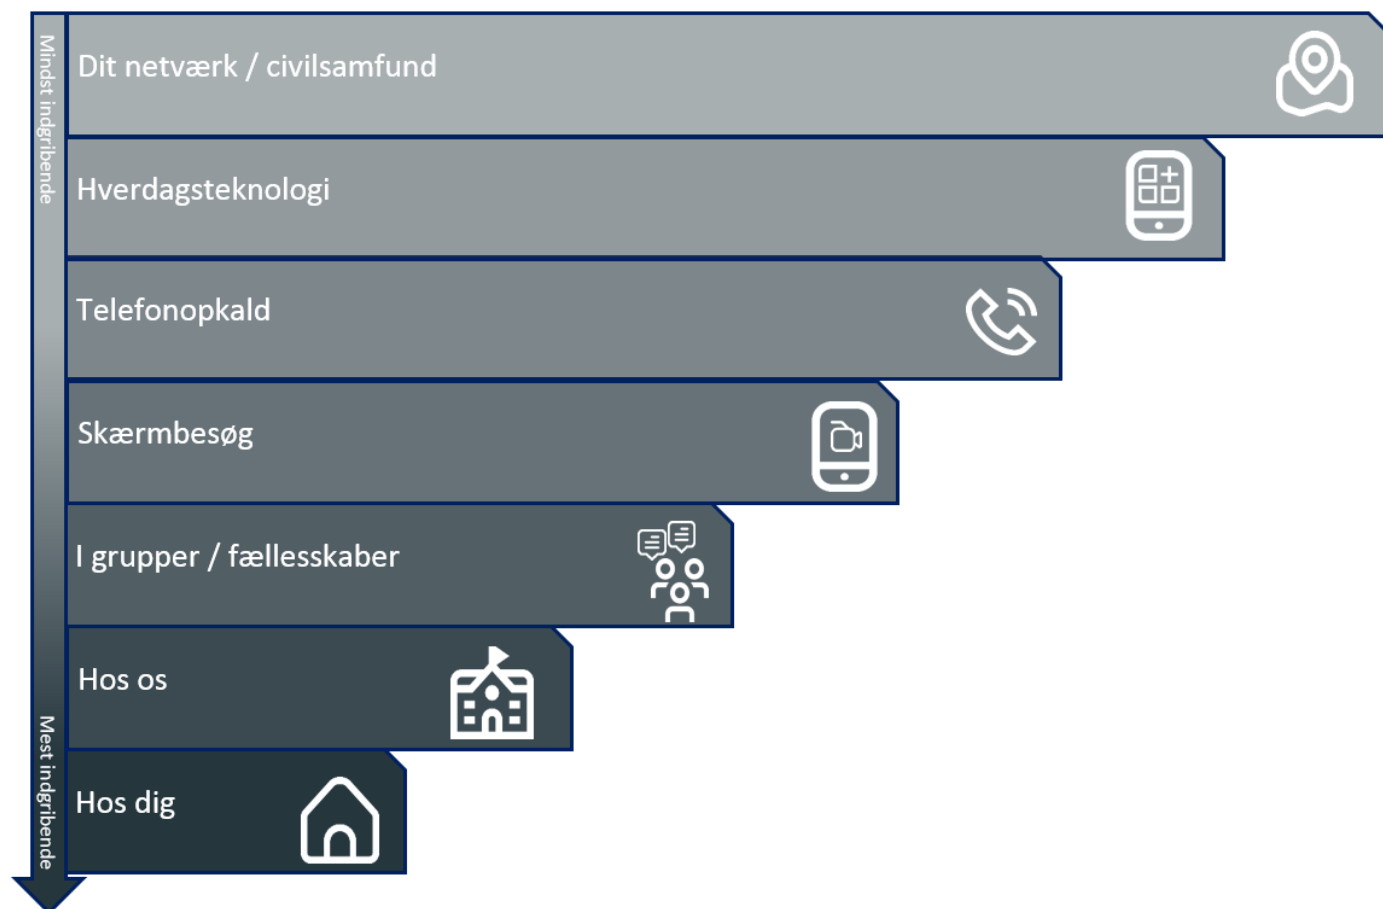 Mindst indgribende
Dit netværk / civilsamfund
Hverdagsteknologi
Telefonopkald
Skærmbesøg
I grupper / fællesskaber
Hos os
Hos dig
Mest indgribende